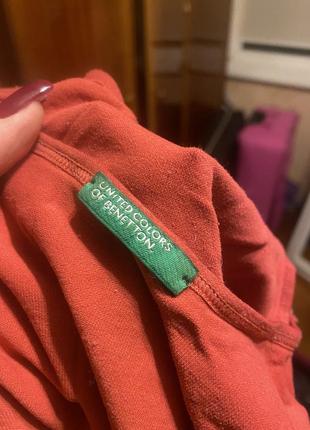 UNITED COLORS
OF BENETTON.